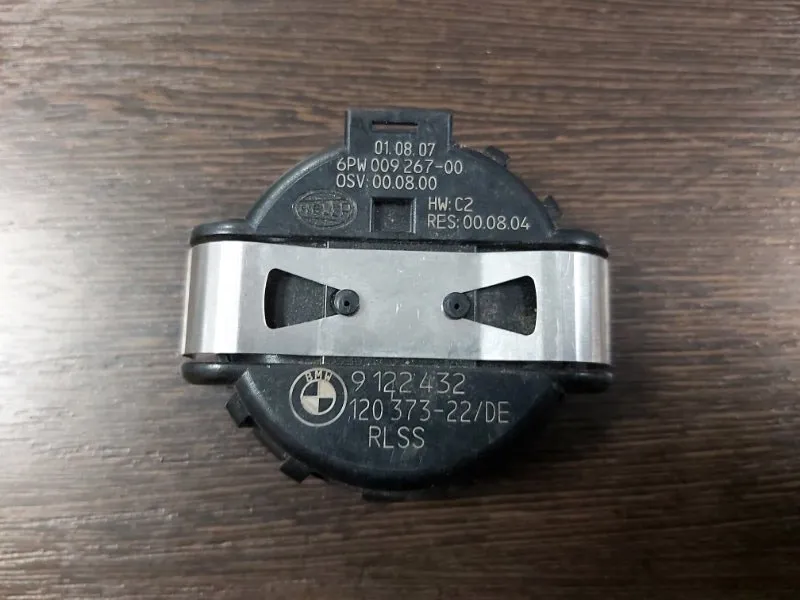 01.08.07
6PW 009 267-00
OSV: 00.08.00
HELLA
HW: C2
RES: 00.08.04
BMW
9 122 432
120 373-22/DE
RLSS